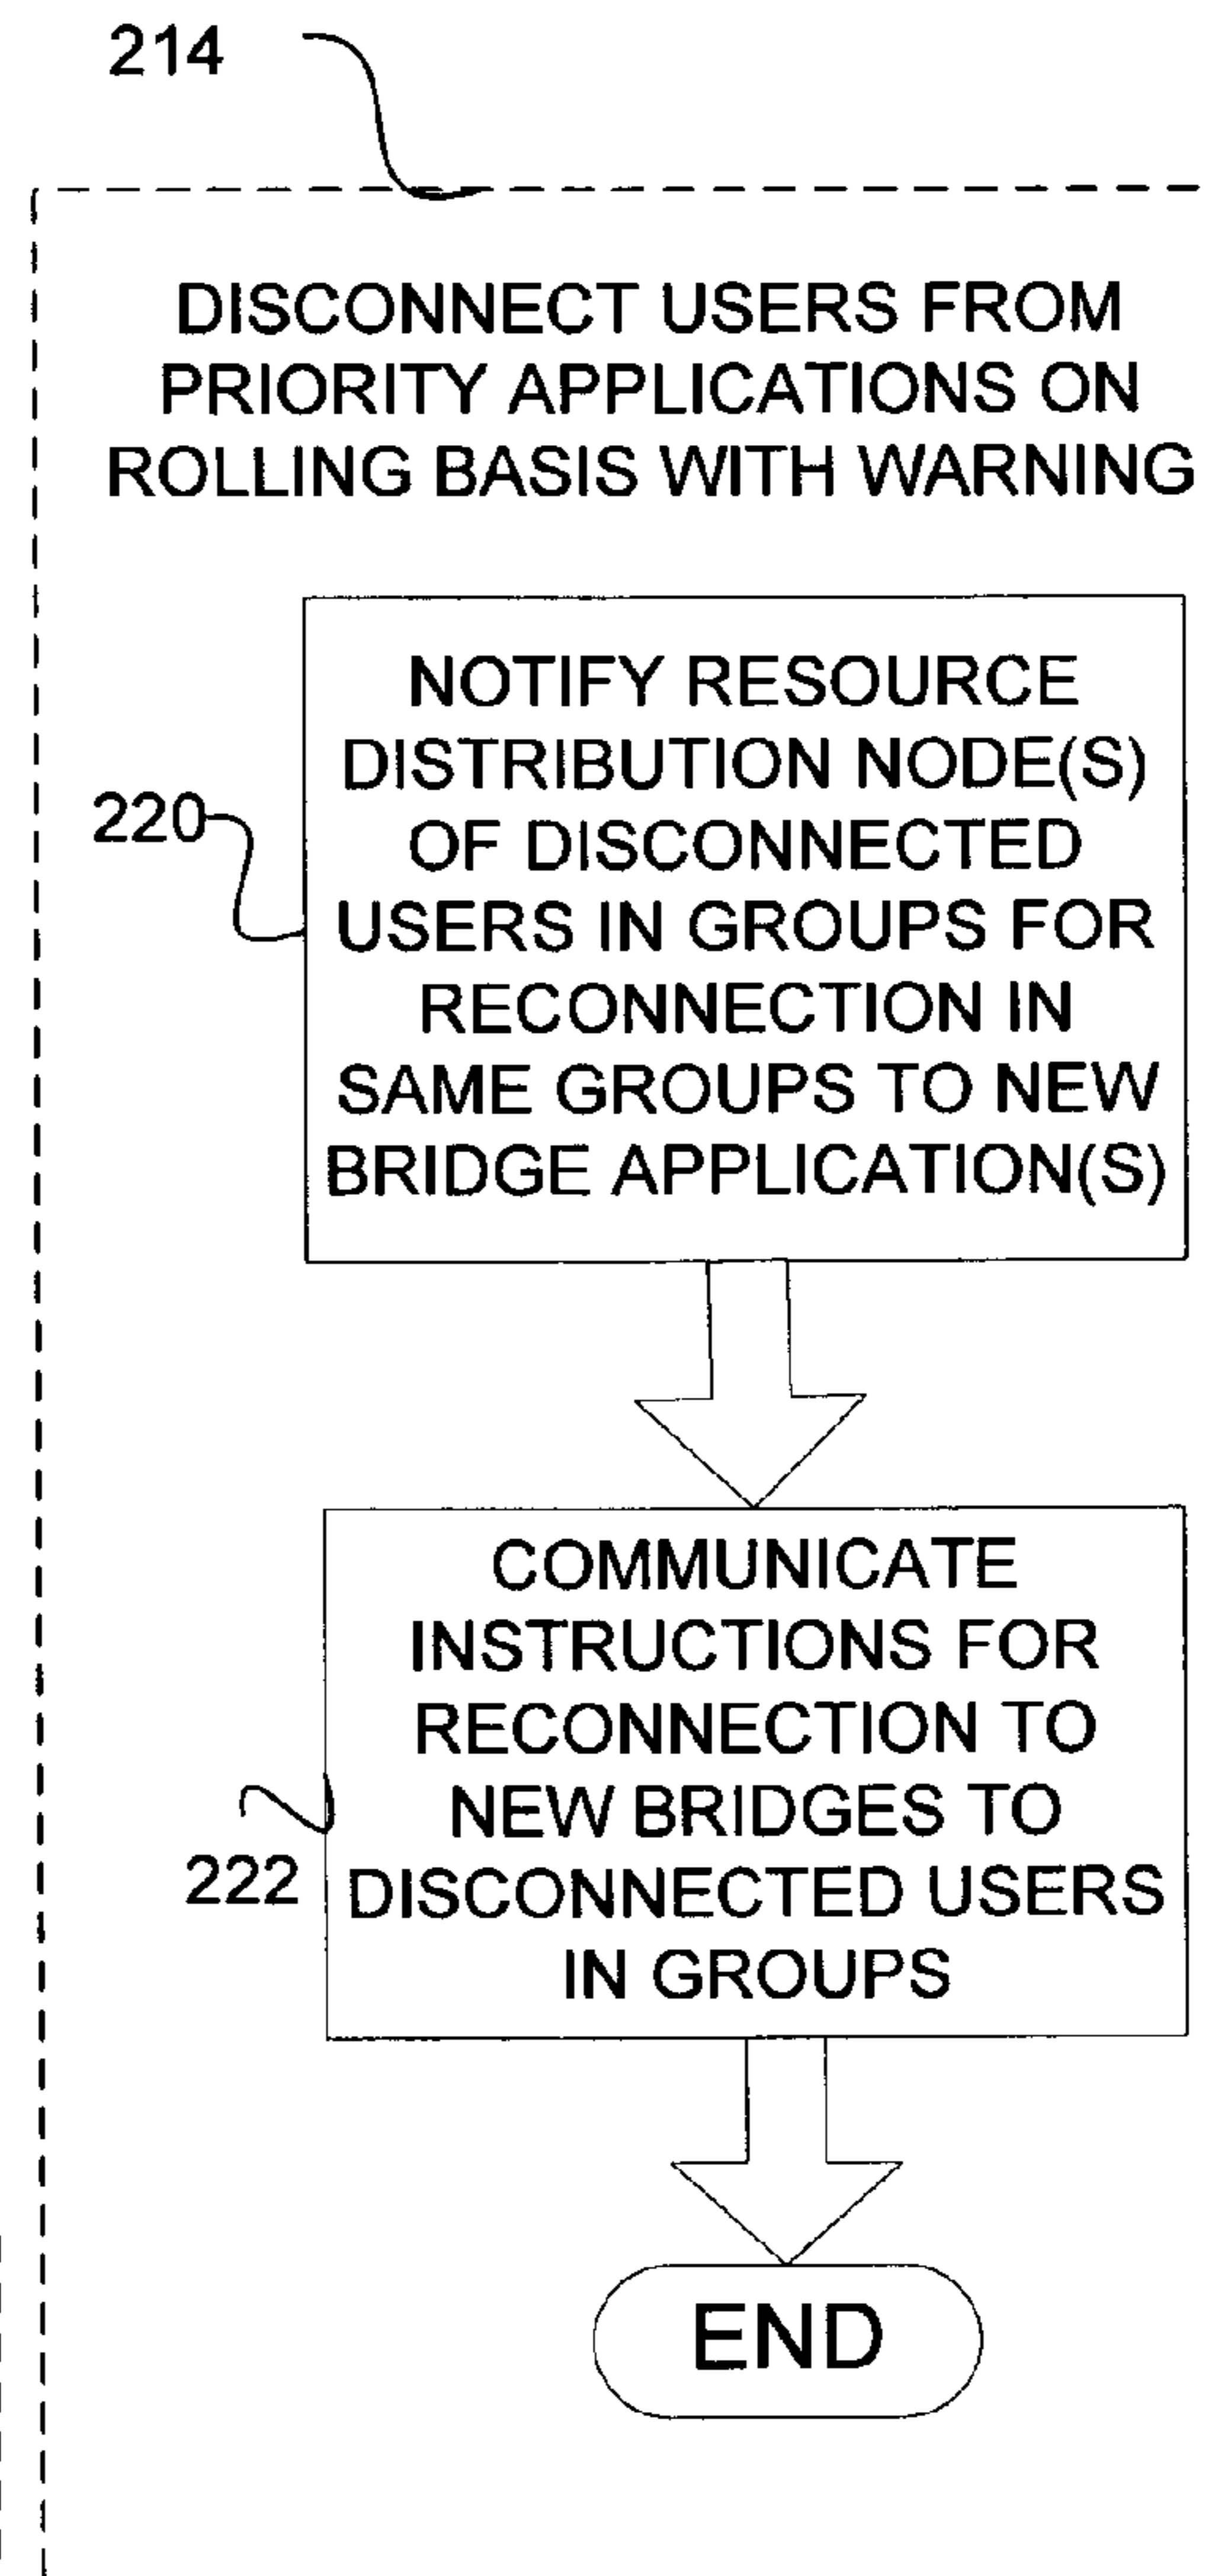 214
DISCONNECT USERS FROM
PRIORITY APPLICATIONS ON
ROLLING BASIS WITH WARNING
NOTIFY RESOURCE
DISTRIBUTION NODE(S)
OF DISCONNECTED
USERS IN GROUPS FOR
RECONNECTION IN
SAME GROUPS TO NEW
BRIDGE APPLICATION(S)
220
COMMUNICATE
INSTRUCTIONS FOR
RECONNECTION TO
NEW BRIDGES TO
DISCONNECTED USERS
IN GROUPS
222
END